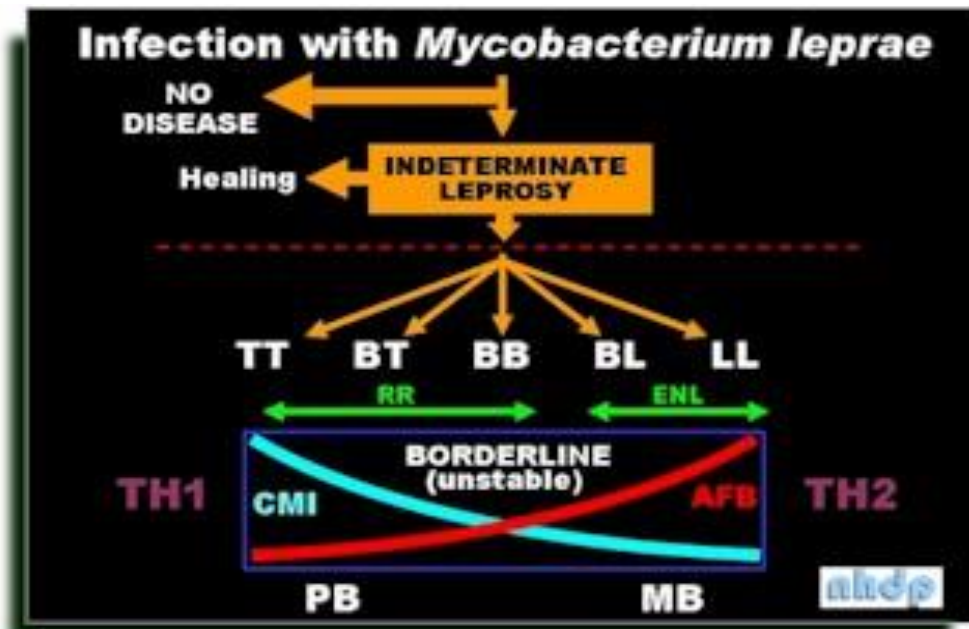 Infection with Mycobacterium leprae
NO
DISEASE
Healing
INDETERMINATE
LEPROSY
TT BT BB BL LL
RR ENL
BORDERLINE
(unstable)
TH1 CMI AFB TH2
PB MB
nhdp